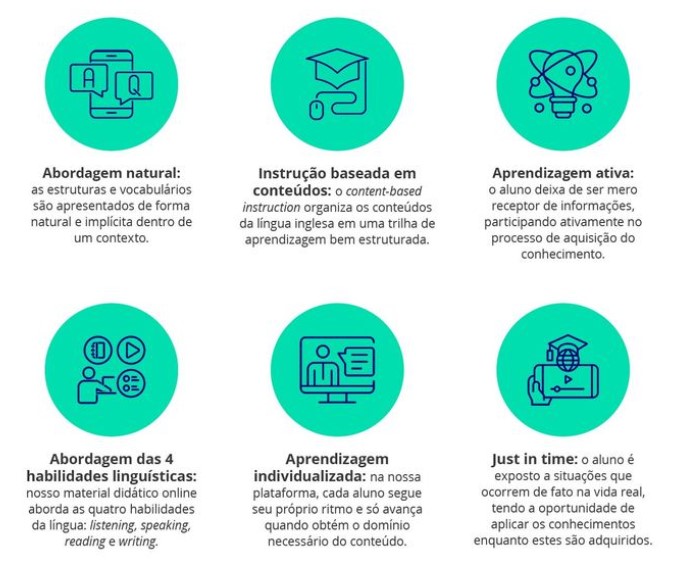 A
Q
Abordagem natural:
as estruturas e vocabulários
são apresentados de forma
natural e implícita dentro de
um contexto.
Instrução baseada em
conteúdos: o content-based
instruction organiza os conteúdos
da língua inglesa em uma trilha de
aprendizagem bem estruturada.
Aprendizagem ativa:
o aluno deixa de ser mero
receptor de informações,
participando ativamente no
processo de aquisição do
conhecimento.
Abordagem das 4
habilidades linguísticas:
nosso material didático online
aborda as quatro habilidades
da língua: listening, speaking,
reading e writing.
Aprendizagem
individualizada: na nossa
plataforma, cada aluno segue
seu próprio ritmo e só avança
quando obtém o domínio
necessário do conteúdo.
Just in time: o aluno é
exposto a situações que
ocorrem de fato na vida real,
tendo a oportunidade de
aplicar os conhecimentos
enquanto estes são adquiridos.